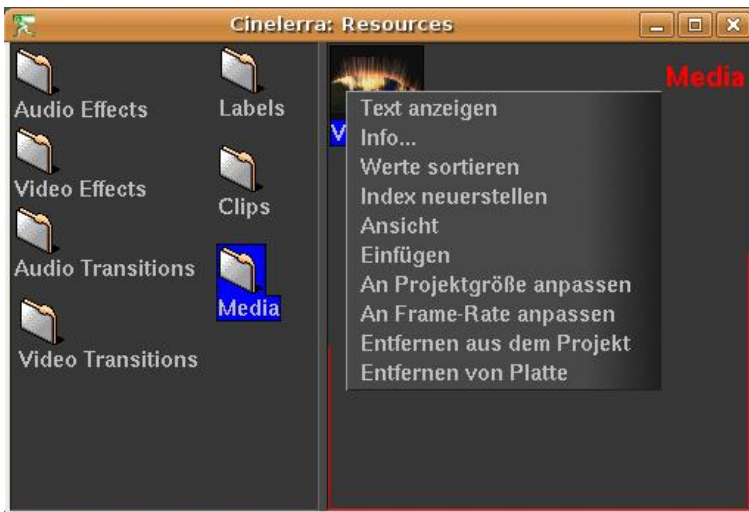 Cinelerra: Resources
Audio Effects
Video Effects
Audio Transitions
Video Transitions
Labels
Clips
Media
Media
V
Text anzeigen
Info...
Werte sortieren
Index neuerstellen
Ansicht
Einfügen
An Projektgröße anpassen
An Frame-Rate anpassen
Entfernen aus dem Projekt
Entfernen von Platte